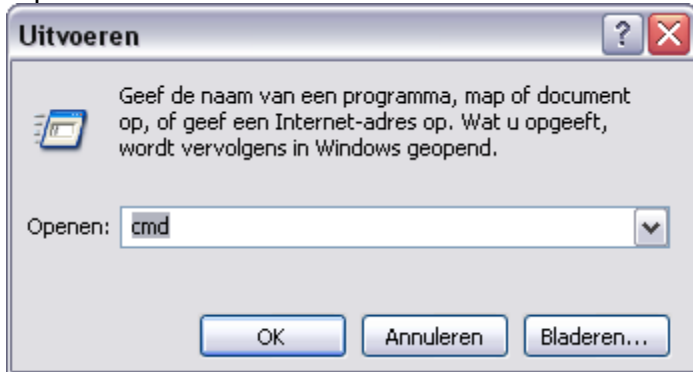 Uitvoeren
Geef de naam van een programma, map of document
op, of geef een Internet-adres op. Wat u opgeeft,
wordt vervolgens in Windows geopend.
Openen: cmd
OK Annuleren Bladeren...